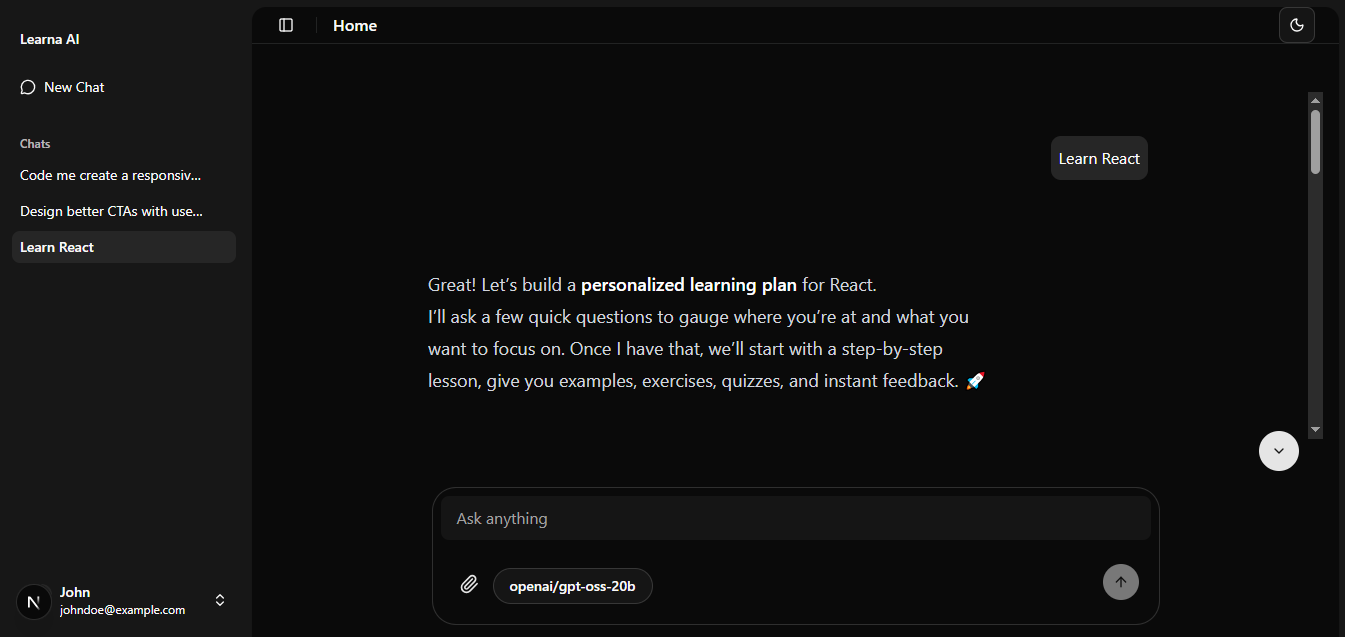 Learna AI
New Chat
Chats
Code me create a responsiv...
Design better CTAs with use...
Learn React
John
johndoe@example.com
Home
Learn React
Great! Let’s build a personalized learning plan for React.
I’ll ask a few quick questions to gauge where you’re at and what you
want to focus on. Once I have that, we’ll start with a step-by-step
lesson, give you examples, exercises, quizzes, and instant feedback. 🚀
Ask anything
openai/gpt-oss-20b